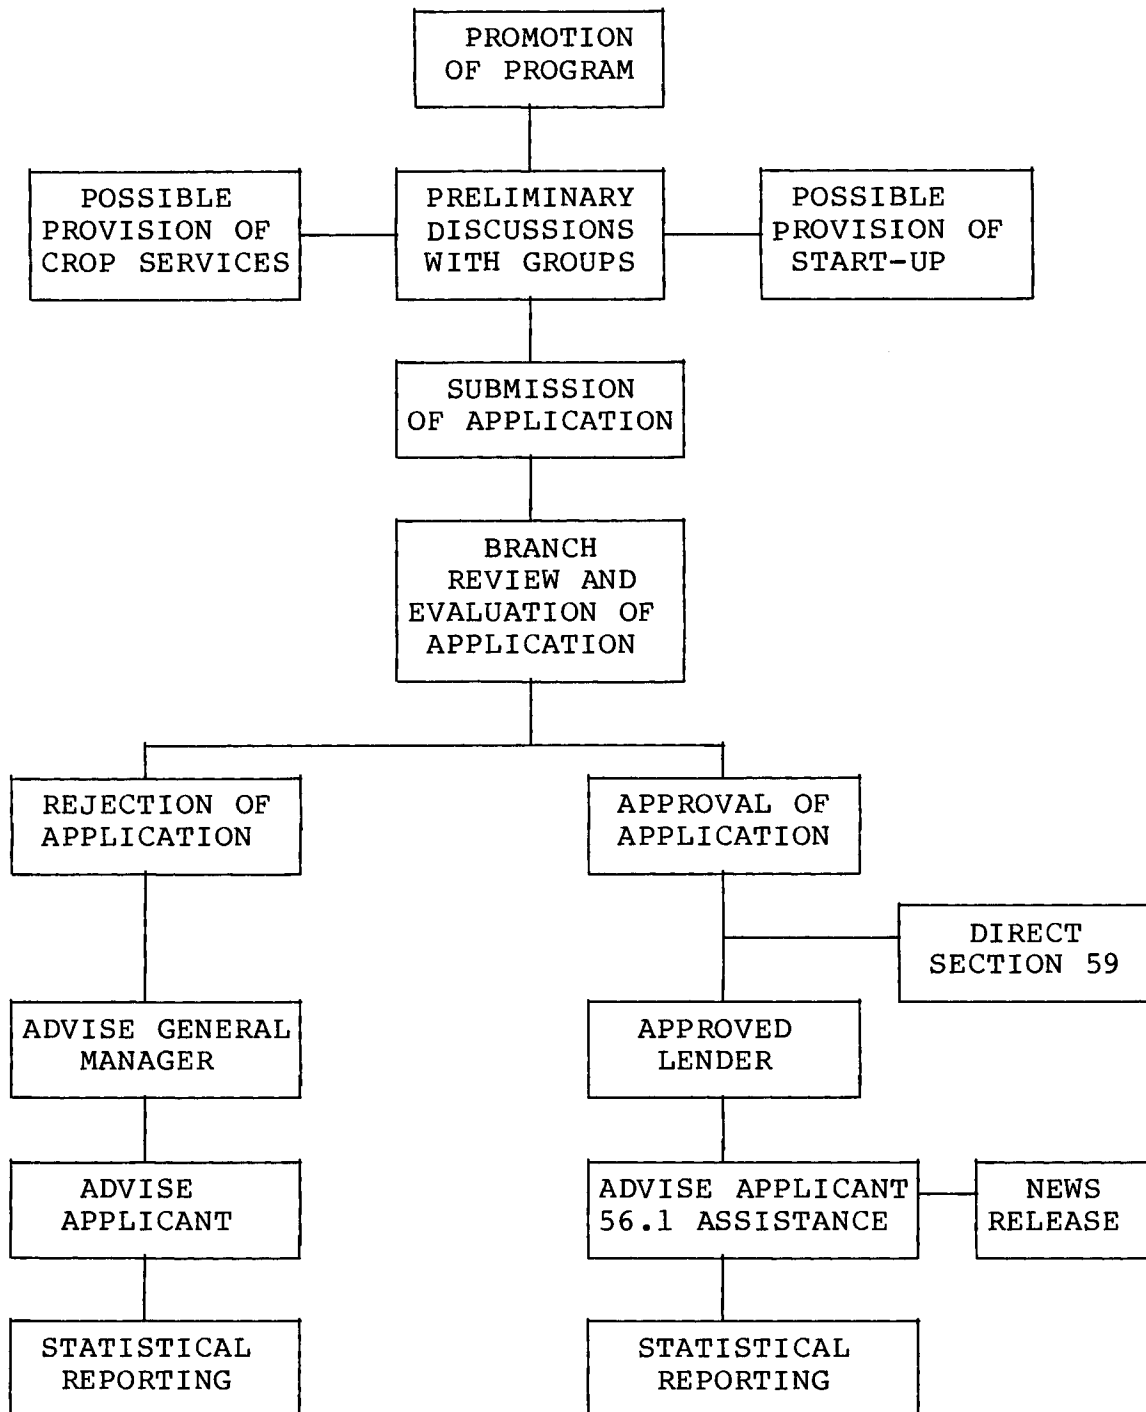 PROMOTION
OF PROGRAM
POSSIBLE
PROVISION OF
CROP SERVICES
PRELIMINARY
DISCUSSIONS
WITH GROUPS
POSSIBLE
PROVISION OF
START-UP
SUBMISSION
OF APPLICATION
BRANCH
REVIEW AND
EVALUATION OF
APPLICATION
REJECTION OF
APPLICATION
APPROVAL OF
APPLICATION
DIRECT
SECTION 59
ADVISE GENERAL
MANAGER
APPROVED
LENDER
ADVISE
APPLICANT
ADVISE APPLICANT
56.1 ASSISTANCE
NEWS
RELEASE
STATISTICAL
REPORTING
STATISTICAL
REPORTING